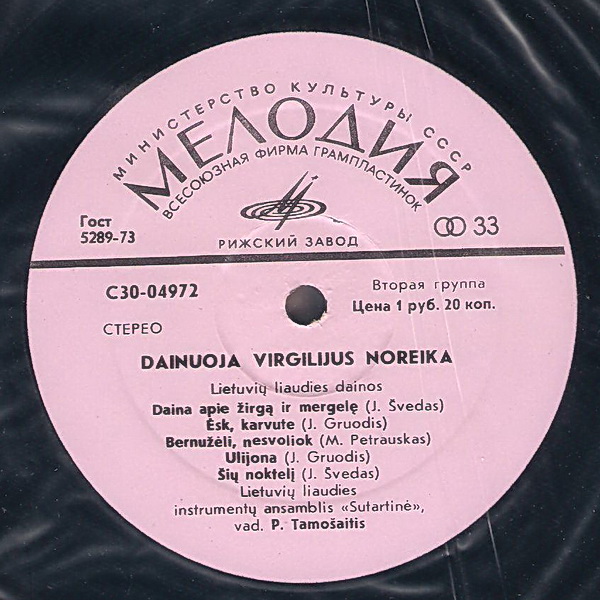 МИНИСТЕРСТВО КУЛЬТУРЫ СССР
МЕЛОДИЯ
ВСЕСОЮЗНАЯ ФИРМА ГРАМПЛАСТИНОК
Гост
5289-73
33
РИЖСКИЙ ЗАВОД
С30-04972
Вторая группа
Цена 1 руб. 20 коп.
СТЕРЕО
DAINUOJA VIRGILIJUS NOREIKA
Lietuvių liaudies dainos
Daina apie žirgą ir mergelę (J. Švedas)
Ėsk, karvute (J. Gruodis)
Bernužėli, nesvoliok (M. Petrauskas)
Ulijona (J. Gruodis)
Šių noktelį (J. Švedas)
Lietuvių liaudies
instrumentų ansamblis «Sutartinė»,
vad. P. Tamošaitis